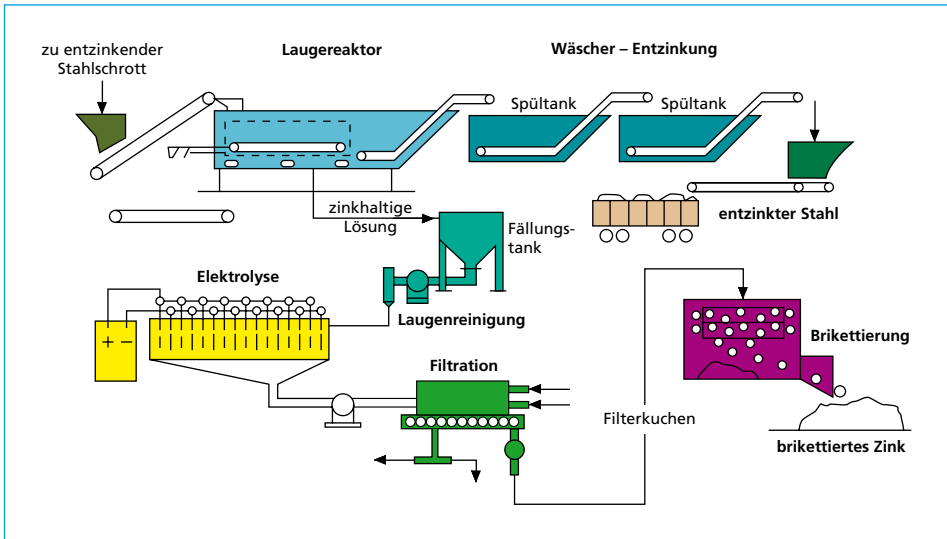 zu entzinkender
Stahlschrott
Laugereaktor
Wäscher – Entzinkung
Spültank
Spültank
entzinkter Stahl
zinkhaltige
Lösung
Fällungs-
tank
Laugenreinigung
Elektrolyse
+ –
Filtration
Filterkuchen
Brikettierung
brikettiertes Zink